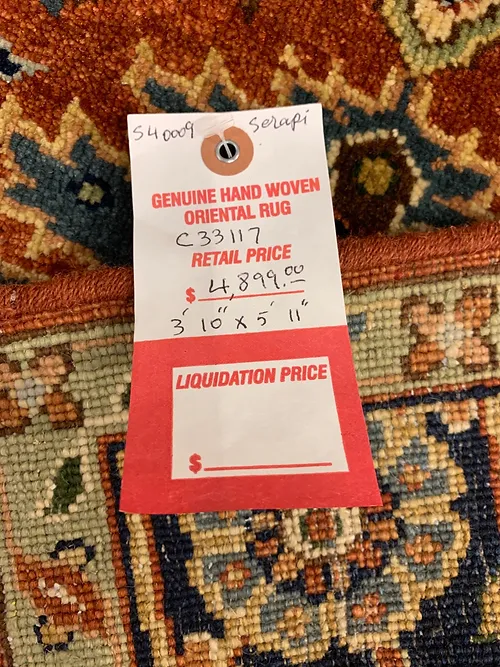 S40009 Serapi
GENUINE HAND WOVEN
ORIENTAL RUG
C33117
RETAIL PRICE
$ 4,899.00
3' 10" x 5' 11"
LIQUIDATION PRICE
$